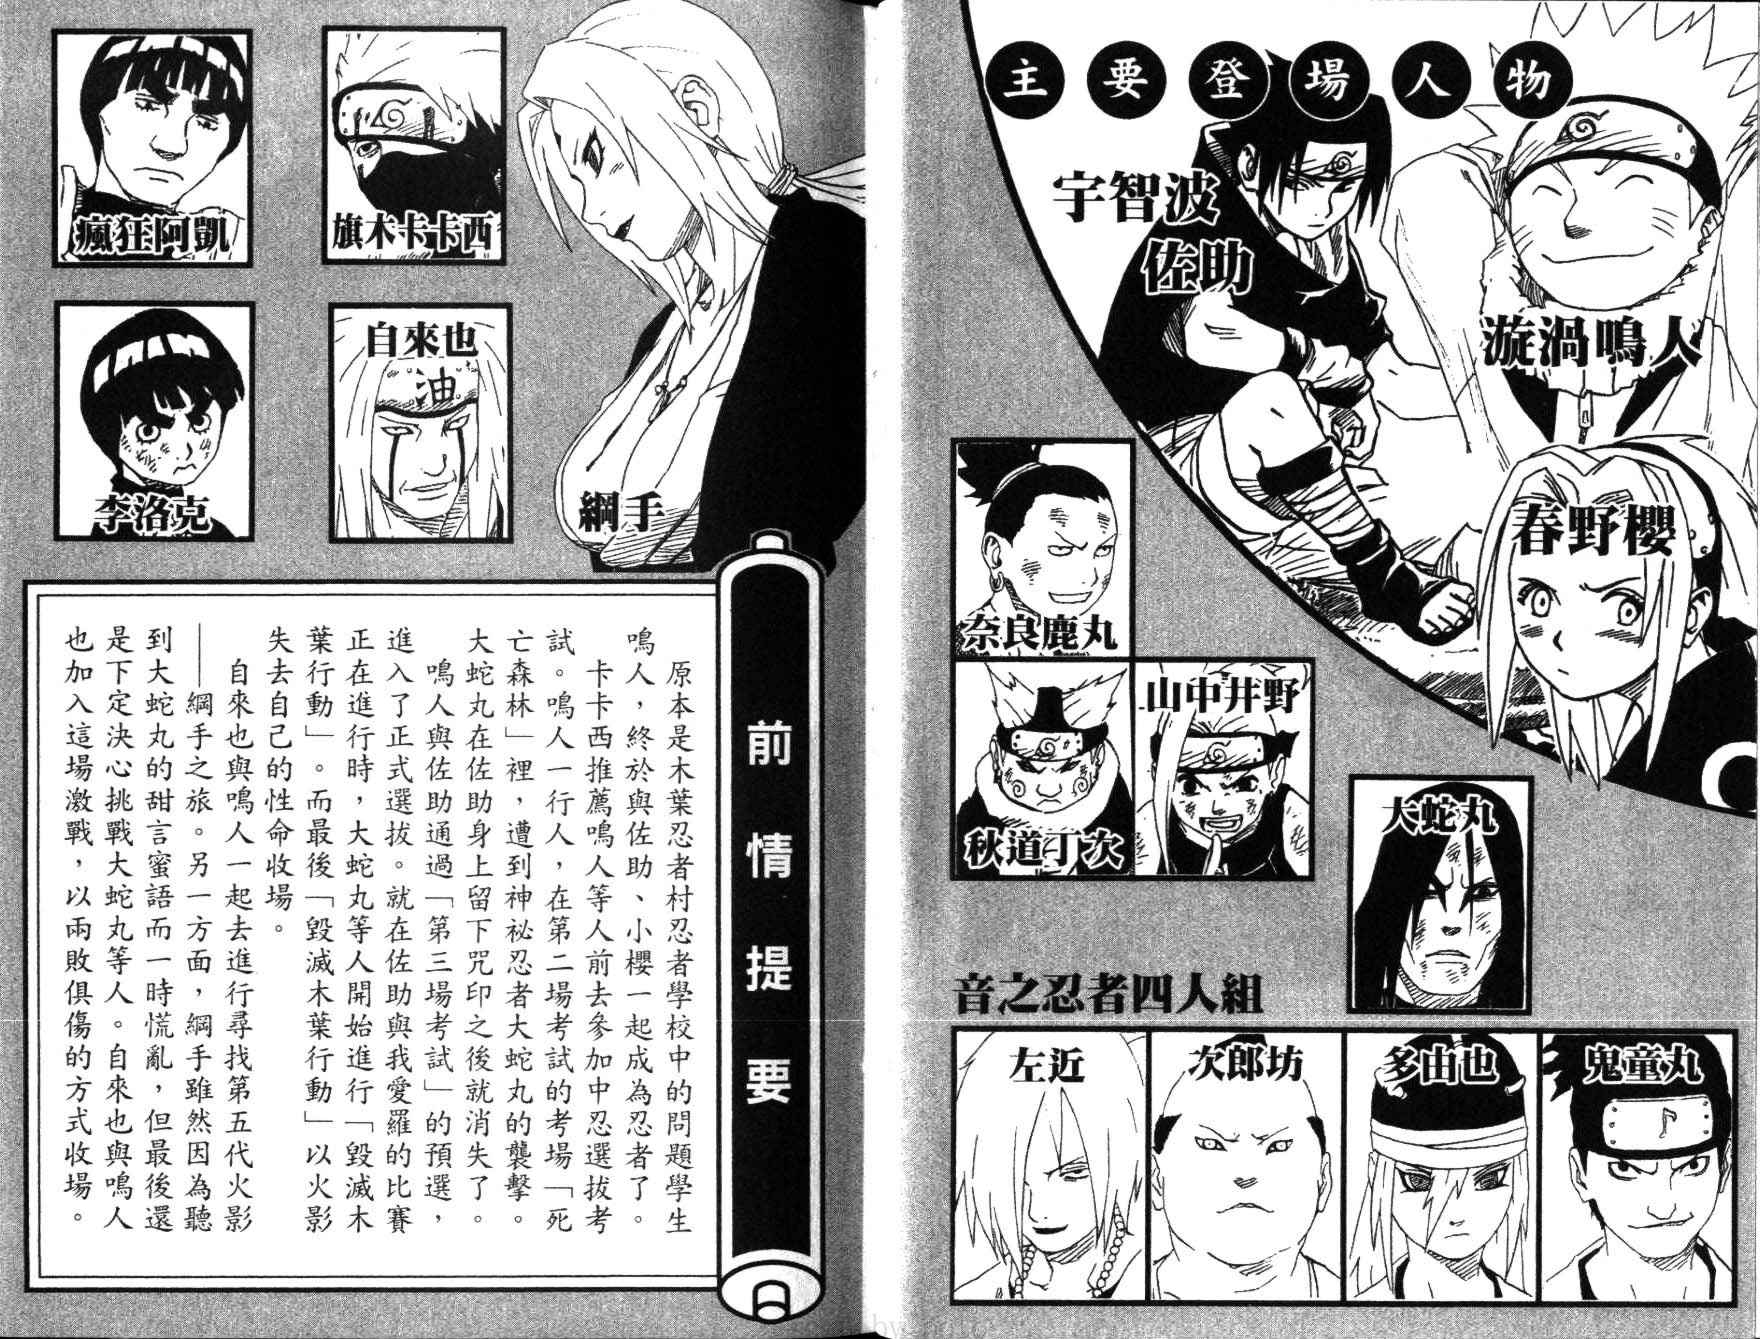 主要登場人物
漩渦鳴人
宇智波
佐助
春野櫻
奈良鹿丸
山中井野
秋道丁次
大蛇丸
音之忍者四人組
鬼童丸
多由也
次郎坊
左近
綱手
旗木卡卡西
瘋狂阿凱
自來也
油
李洛克
前情提要
原本是木葉忍者村忍者學校中的問題學生
鳴人，終於與佐助、小櫻一起成為忍者了。
卡卡西推薦鳴人等人前去參加中忍選拔考
試。鳴人一行人，在第二場考試的考場「死
亡森林」裡，遭到神祕忍者大蛇丸的襲擊。
大蛇丸在佐助身上留下咒印之後就消失了。
鳴人與佐助通過「第三場考試」的預選，
進入了正式選拔。就在佐助與我愛羅的比賽
正在進行時，大蛇丸等人開始進行「毀滅木
葉行動」。而最後「毀滅木葉行動」以火影
失去自己的性命收場。
自來也與鳴人一起去進行尋找第五代火影
——綱手之旅。另一方面，綱手雖然因為聽
到大蛇丸的甜言蜜語而一時慌亂，但最後還
是下定決心挑戰大蛇丸等人。自來也與鳴人
也加入這場激戰，以兩敗俱傷的方式收場。